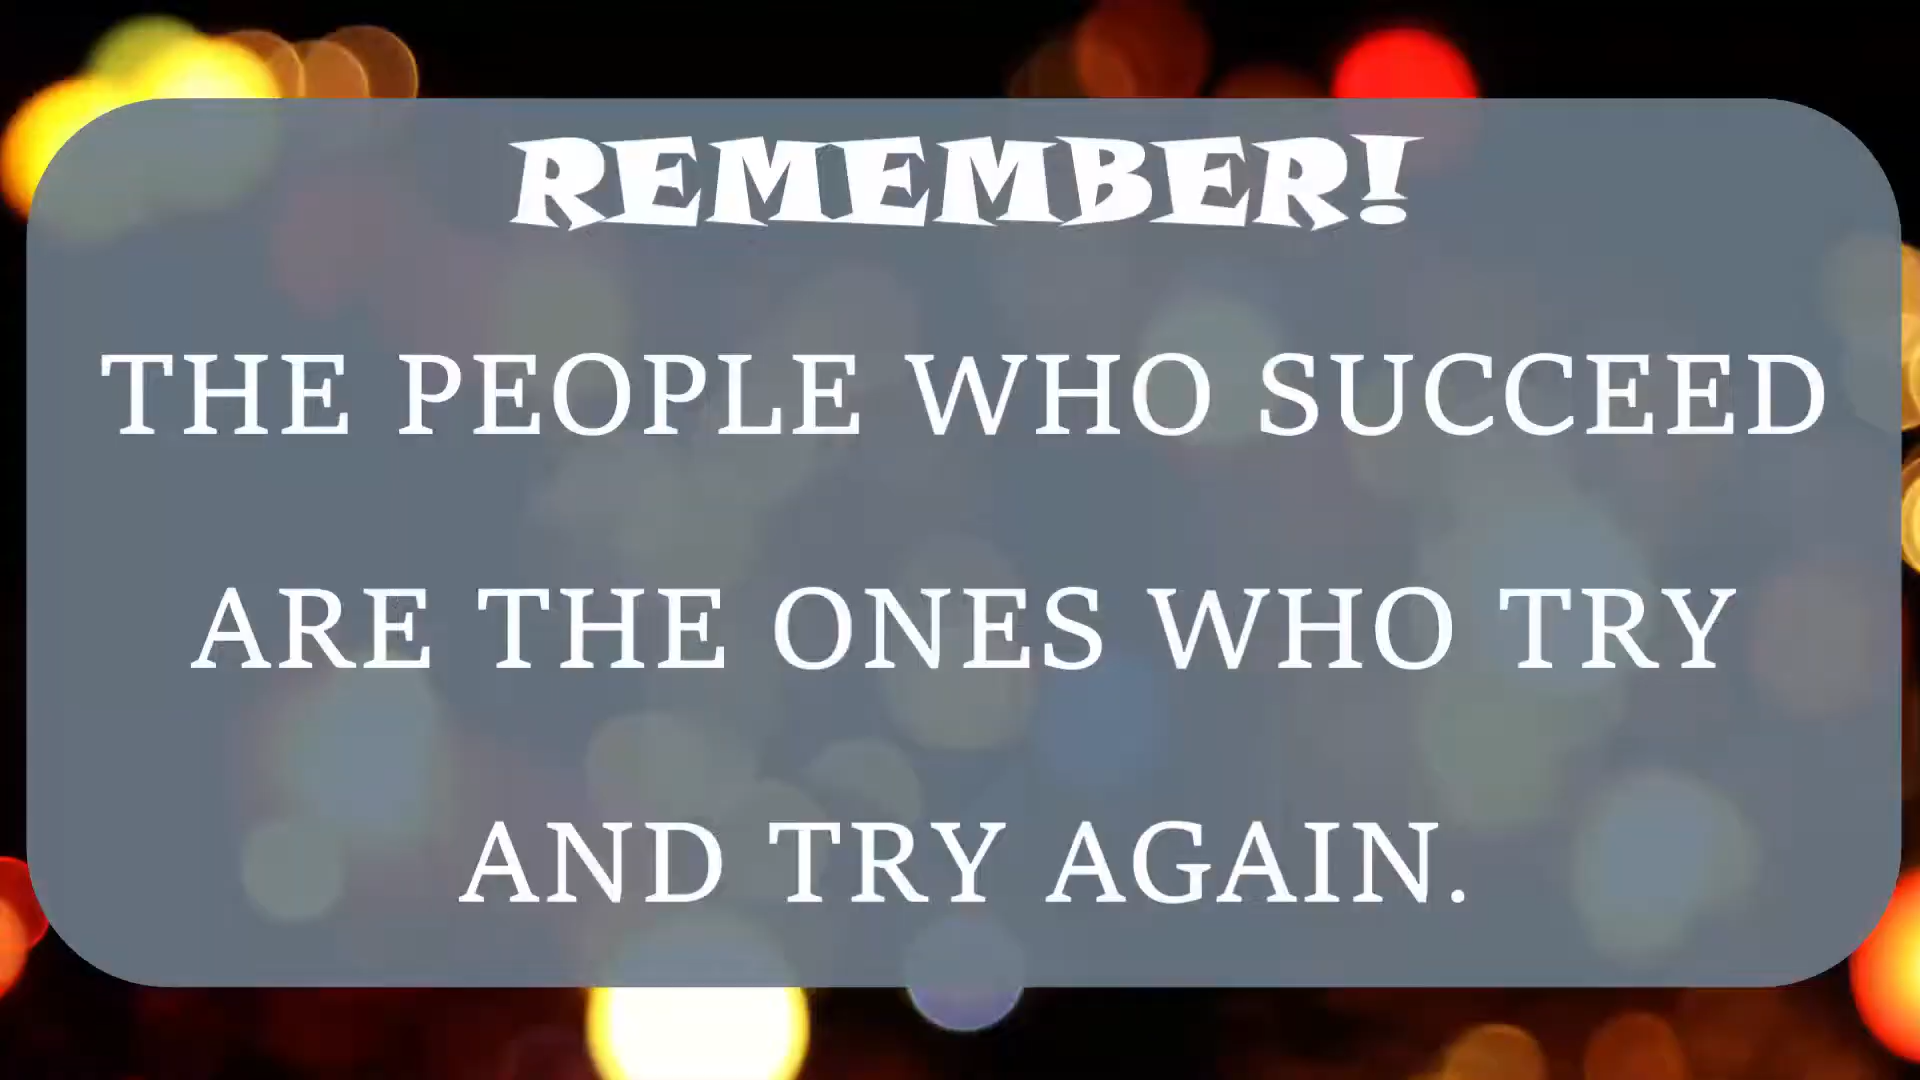 REMEMBER!
THE PEOPLE WHO SUCCEED
ARE THE ONES WHO TRY
AND TRY AGAIN.